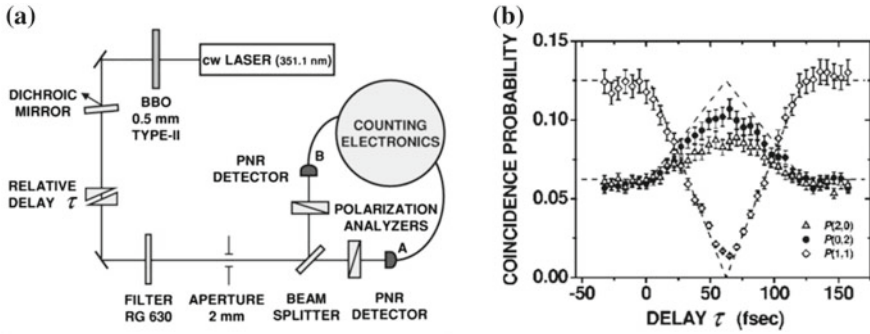 (a)
cw LASER (351.1 nm)
BBO
0.5 mm
TYPE-II
DICHROIC
MIRROR
COUNTING
ELECTRONICS
PNR
DETECTOR
B
RELATIVE
DELAY τ
POLARIZATION
ANALYZERS
A
FILTER
RG 630
APERTURE
2 mm
BEAM
SPLITTER
PNR
DETECTOR
(b)
COINCIDENCE PROBABILITY
0.15
0.10
0.05
0.00
P(2,0)
P(0,2)
P(1,1)
-50
0
50
100
150
DELAY τ (fsec)